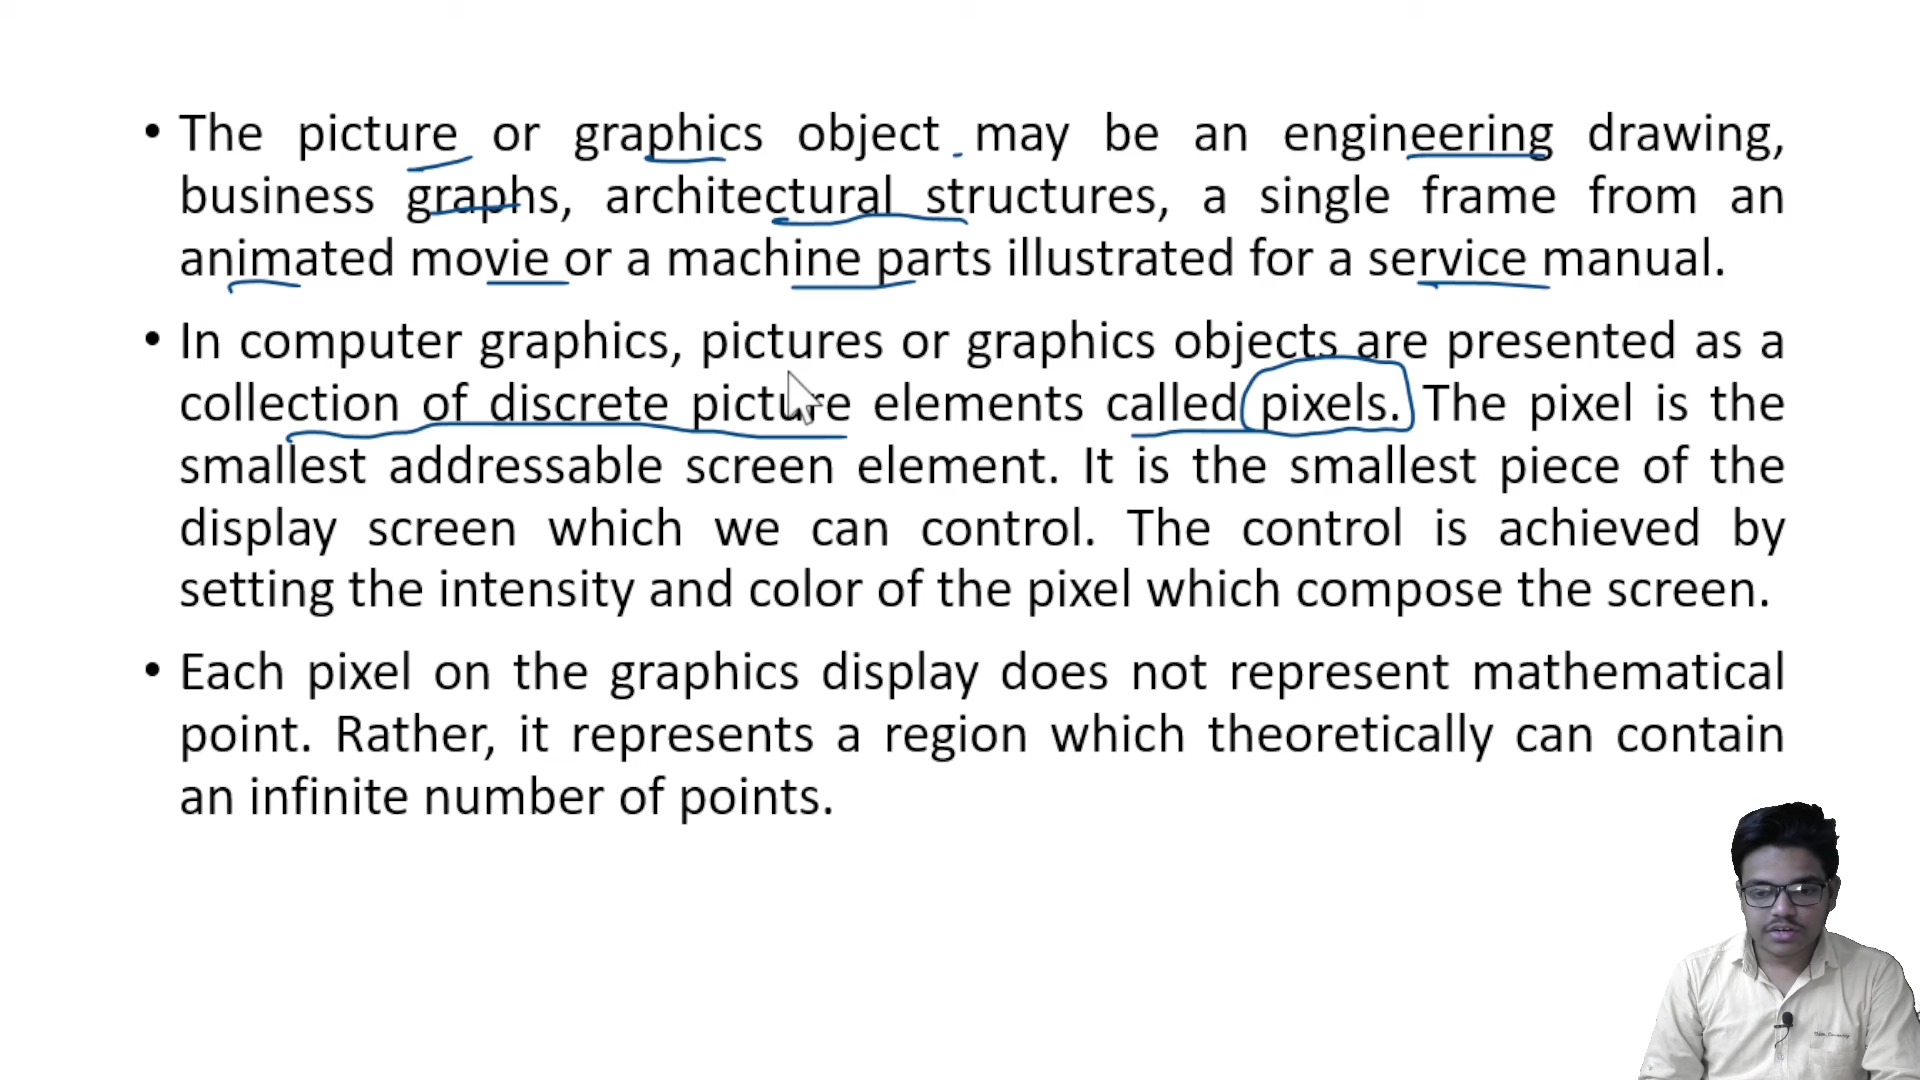 • The picture or graphics object may be an engineering drawing,
business graphs, architectural structures, a single frame from an
animated movie or a machine parts illustrated for a service manual.
• In computer graphics, pictures or graphics objects are presented as a
collection of discrete picture elements called pixels. The pixel is the
smallest addressable screen element. It is the smallest piece of the
display screen which we can control. The control is achieved by
setting the intensity and color of the pixel which compose the screen.
• Each pixel on the graphics display does not represent mathematical
point. Rather, it represents a region which theoretically can contain
an infinite number of points.